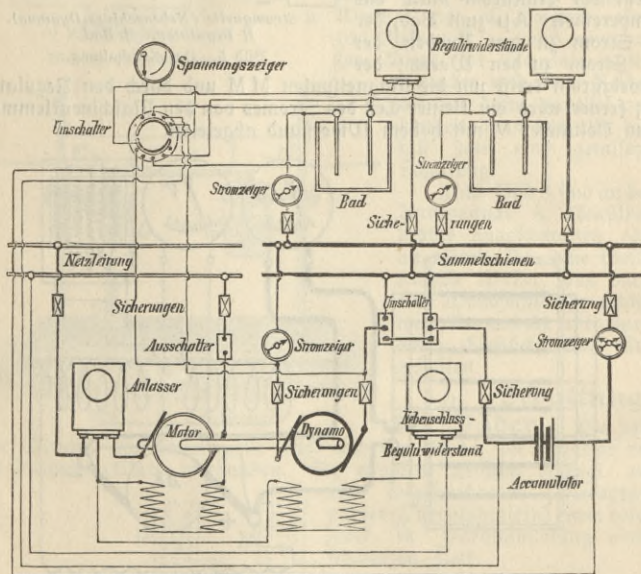 Spannungszeiger
Regulirwiderstände
Umschalter
Stromzeiger
Bad
Stromzeiger
Bad
Siche-
rungen
Netzleitung
Sammelschienen
Sicherungen
Umschalter
Sicherung
Ausschalter
Stromzeiger
Stromzeiger
Anlasser
Sicherungen
Sicherung
Motor
Dynamo
Nebenschluss-
Regulirwiderstand
Accumulator